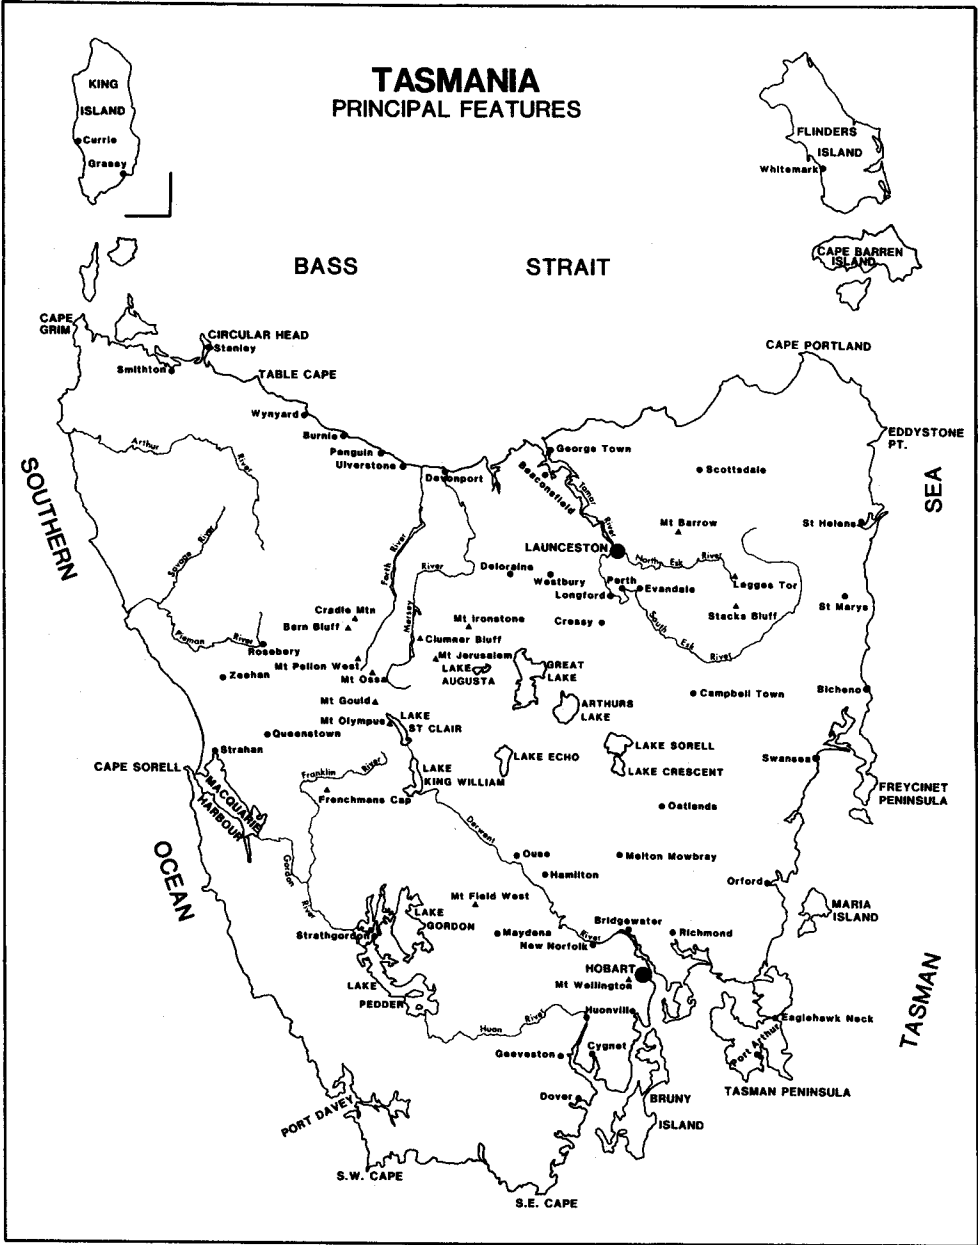 TASMANIA
PRINCIPAL FEATURES
KING
ISLAND
Currie
Grassy
FLINDERS
ISLAND
Whitemark
CAPE BARREN
ISLAND
BASS STRAIT
CAPE
GRIM
CIRCULAR HEAD
Stanley
Smithton
TABLE CAPE
CAPE PORTLAND
Wynyard
Burnie
Penguin
Ulverstone
Devonport
George Town
Beaconsfield
Tamar
River
EDDYSTONE
PT.
Scottsdale
Arthur
River
SOUTHERN
SEA
Mt Barrow
St Helens
LAUNCESTON
North Esk River
Savage River
Forth River
Mersey River
Deloraine
Westbury
Longford
Perth
Evandale
Legges Tor
Stacks Bluff
St Marys
Cradle Mtn
Bern Bluff
Mt Ironstone
Cressy
South Esk River
Pieman River
Rosebery
Clumner Bluff
Mt Jerusalem
Mt Pelion West
Mt Ossa
LAKE
AUGUSTA
GREAT
LAKE
Zeehan
Mt Gould
ARTHURS
LAKE
Campbell Town
Bicheno
Mt Olympus
LAKE
ST CLAIR
Queenstown
Strahan
LAKE ECHO
LAKE SORELL
LAKE CRESCENT
Swansea
CAPE SORELL
Franklin River
LAKE
KING WILLIAM
Frenchmans Cap
MACQUARIE
HARBOUR
FREYCINET
PENINSULA
Oatlands
Derwent
River
OCEAN
Gordon
River
Ouse
Melton Mowbray
Hamilton
Orford
Mt Field West
LAKE
GORDON
MARIA
ISLAND
Strathgordon
Maydena
New Norfolk
Bridgewater
Richmond
HOBART
Mt Wellington
LAKE
PEDDER
Huon River
Huonville
Eaglehawk Neck
Port Arthur
TASMAN
Geeveston
Cygnet
TASMAN PENINSULA
Dover
BRUNY
ISLAND
PORT DAVEY
S.W. CAPE
S.E. CAPE